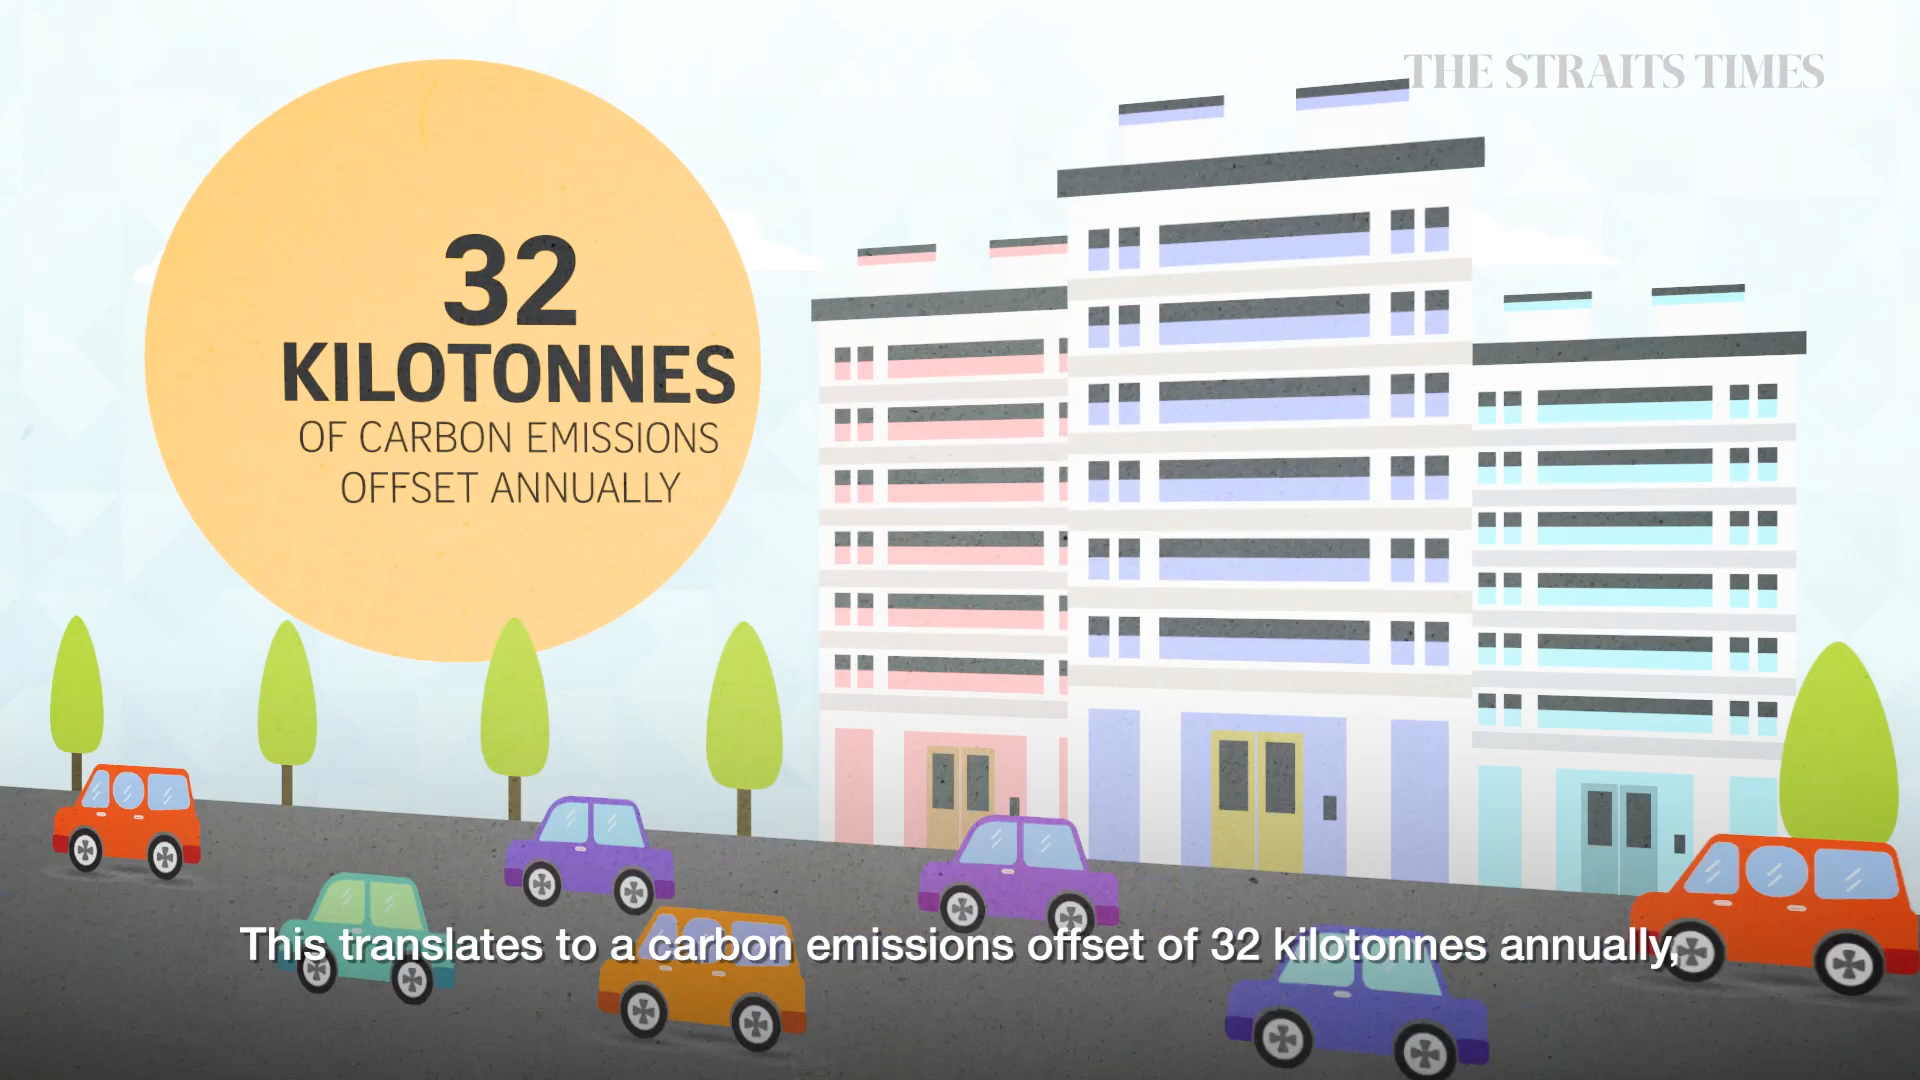 THE STRAITS TIMES
32
KILOTONNES
OF CARBON EMISSIONS
OFFSET ANNUALLY
This translates to a carbon emissions offset of 32 kilotonnes annually,